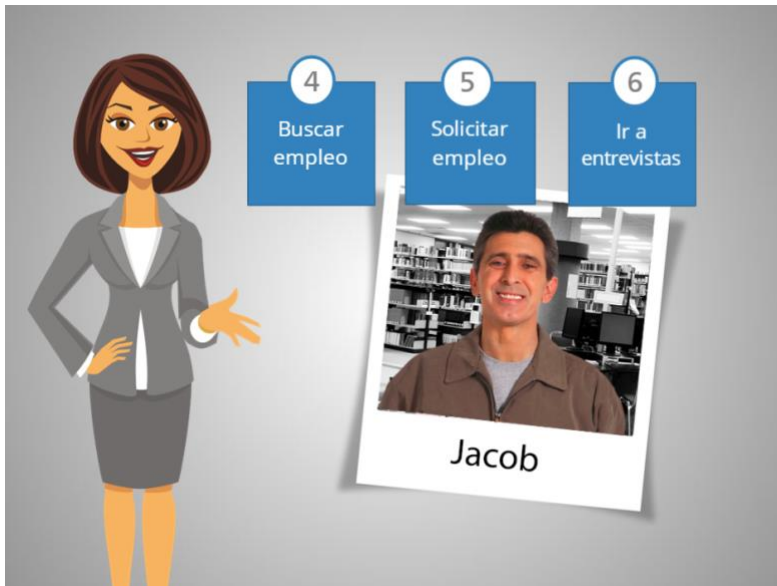 4
Buscar
empleo
5
Solicitar
empleo
6
Ir a
entrevistas
Jacob